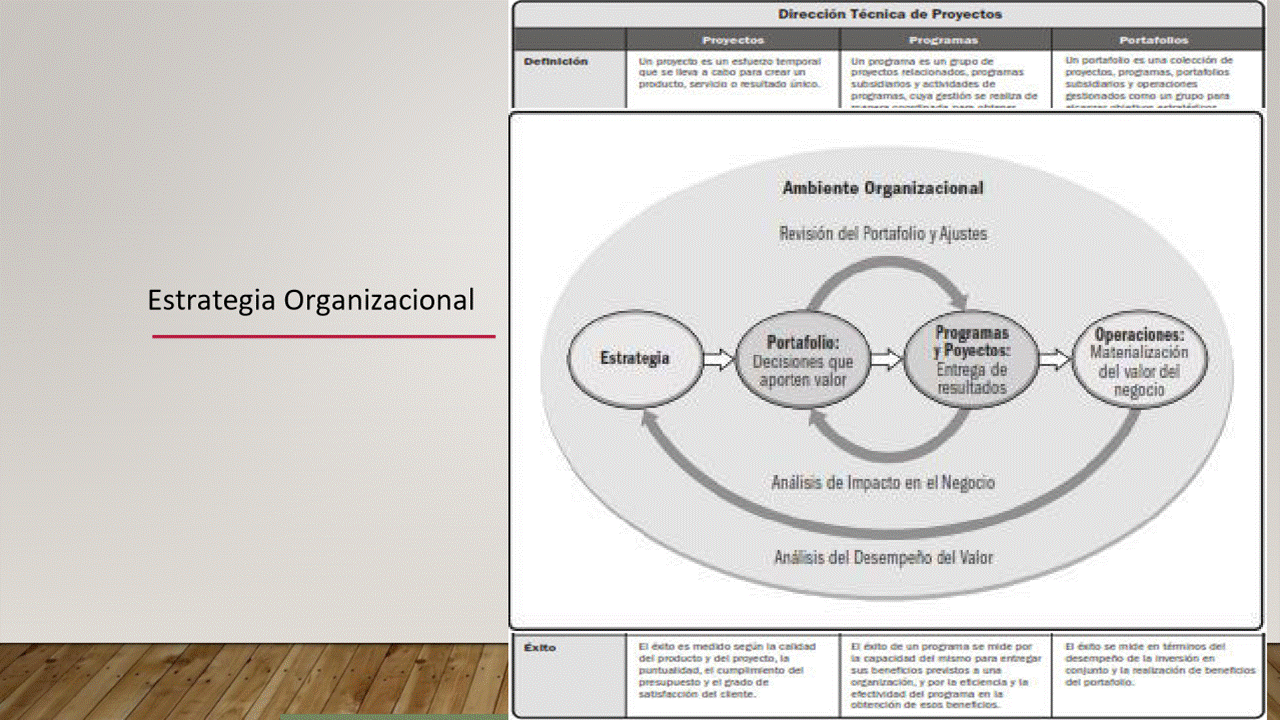 Dirección Técnica de Proyectos
Proyectos Programas Portafolios
Definición
Un proyecto es un esfuerzo temporal
que se lleva a cabo para crear un
producto, servicio o resultado único.
Un programa es un grupo de
proyectos relacionados, programas
subsidiarios y actividades de
programas, cuya gestión se realiza de
manera coordinada para obtener
Un portafolio es una colección de
proyectos, programas, portafolios
subsidiarios y operaciones
gestionados como un grupo para
alcanzar objetivos estratégicos
Estrategia Organizacional
Ambiente Organizacional
Revisión del Portafolio y Ajustes
Estrategia
Portafolio:
Decisiones que
aporten valor
Programas
y Poyectos:
Entrega de
resultados
Operaciones:
Materialización
del valor del
negocio
Análisis de Impacto en el Negocio
Análisis del Desempeño del Valor
Éxito
El éxito es medido según la calidad
del producto y del proyecto, la
puntualidad, el cumplimiento del
presupuesto y el grado de
satisfacción del cliente.
El éxito de un programa se mide por
la capacidad del mismo para entregar
sus beneficios previstos a una
organización, y por la eficiencia y la
efectividad del programa en la
obtención de esos beneficios.
El éxito se mide en términos del
desempeño de la inversión en
conjunto y la realización de beneficios
del portafolio.